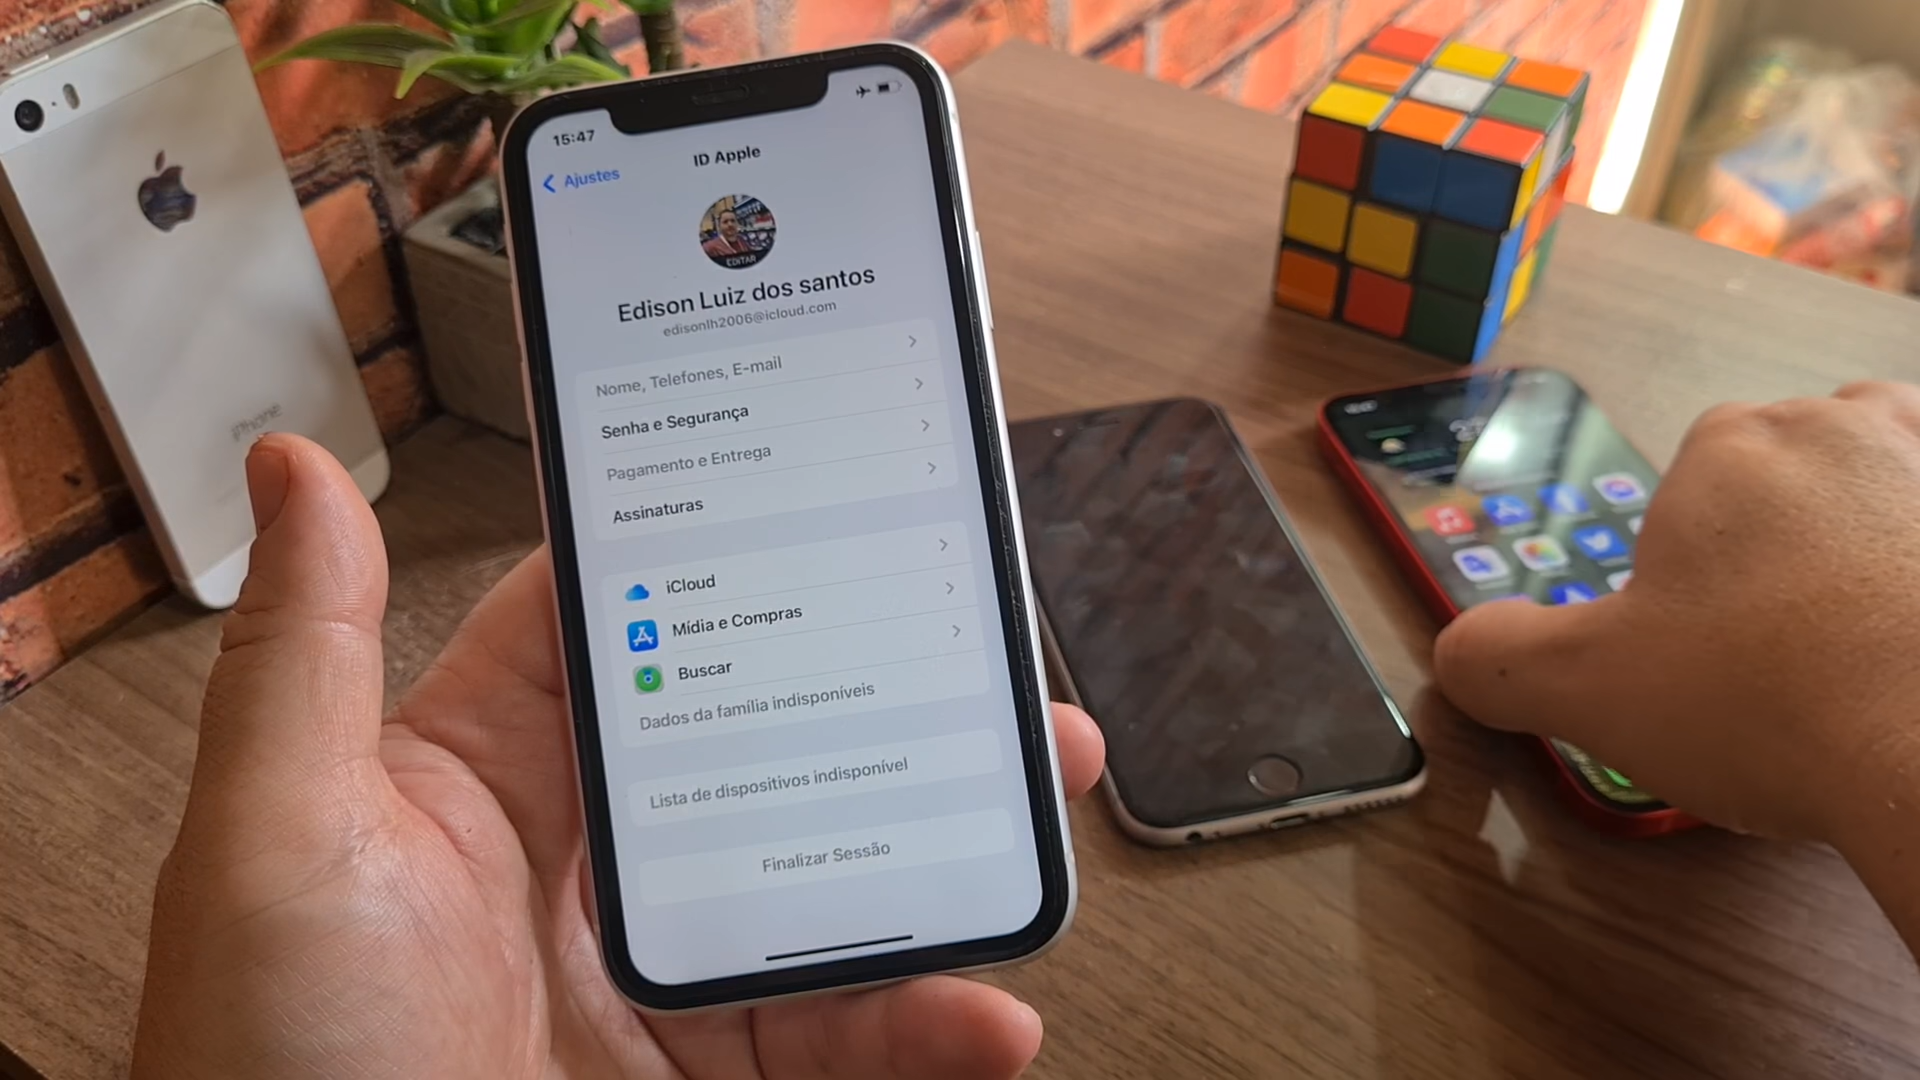 15:47
Ajustes
ID Apple
EDITAR
Edison Luiz dos santos
edisonlh2006@icloud.com
Nome, Telefones, E-mail
Senha e Segurança
Pagamento e Entrega
Assinaturas
iCloud
Mídia e Compras
Buscar
Dados da família indisponíveis
Lista de dispositivos indisponível
Finalizar Sessão
iPhone